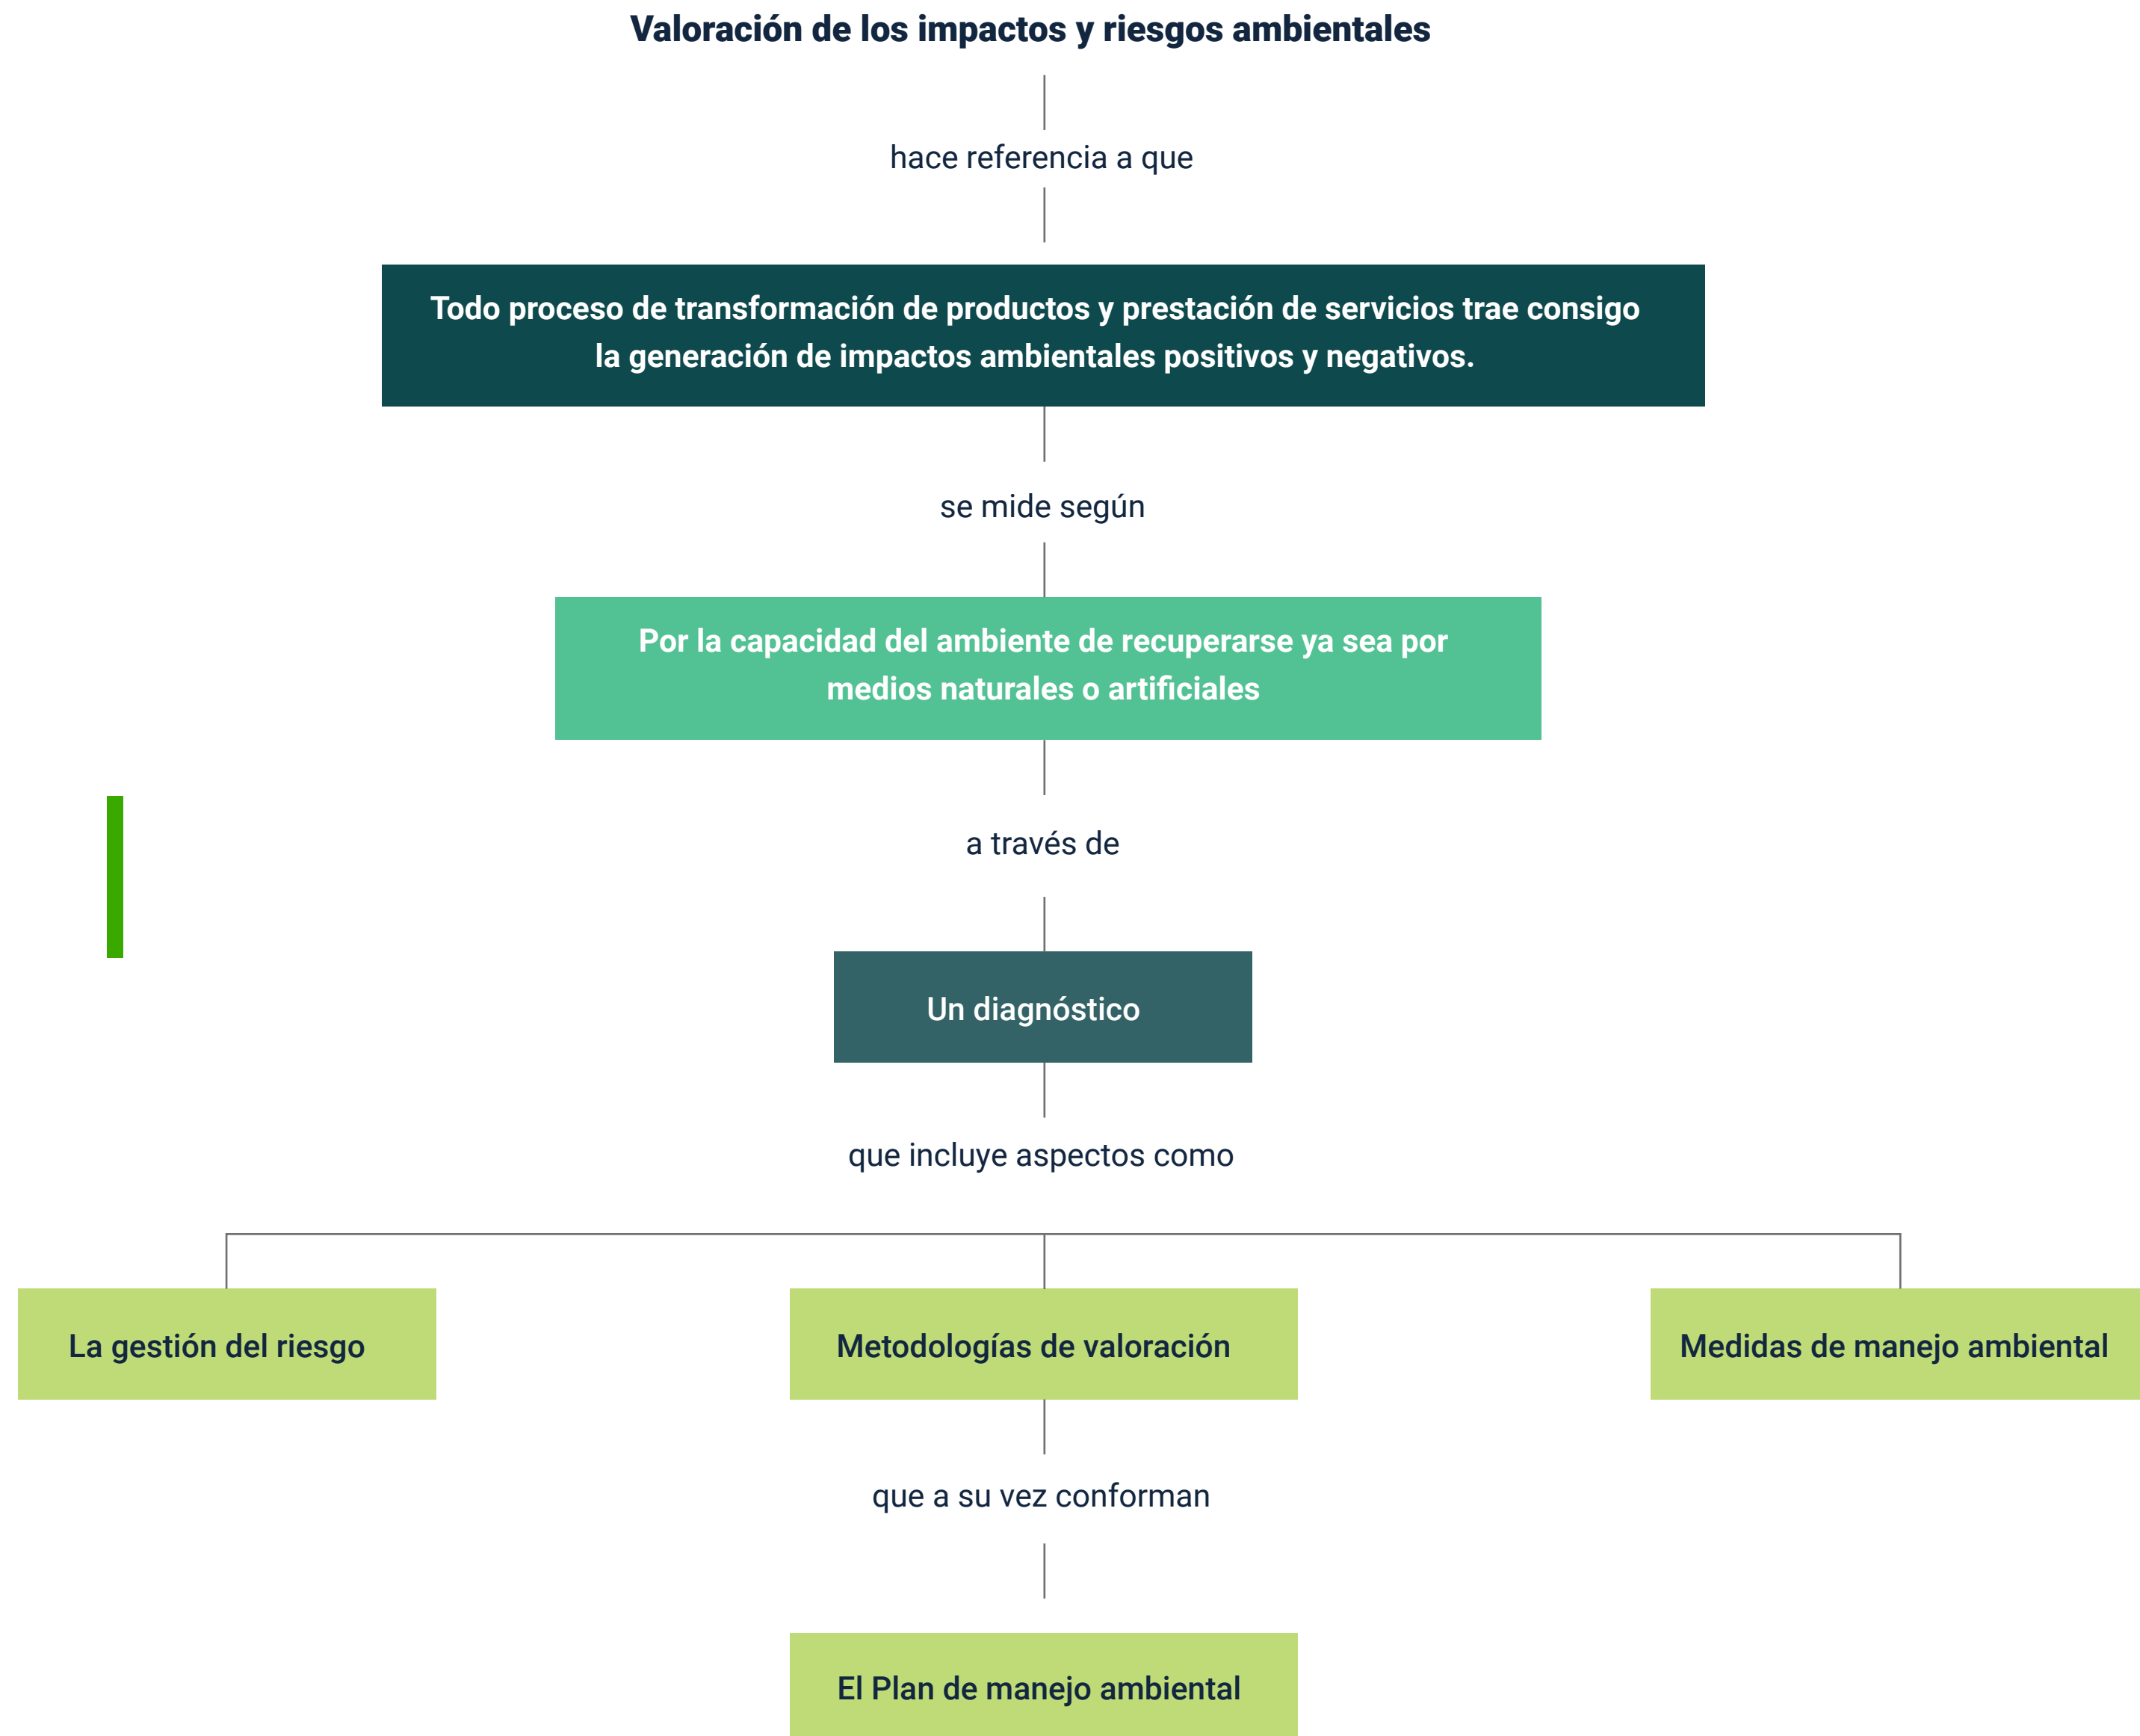 Valoración de los impactos y riesgos ambientales
hace referencia a que
Todo proceso de transformación de productos y prestación de servicios trae consigo
la generación de impactos ambientales positivos y negativos.
se mide según
Por la capacidad del ambiente de recuperarse ya sea por
medios naturales o artificiales
a través de
Un diagnóstico
que incluye aspectos como
La gestión del riesgo
Metodologías de valoración
Medidas de manejo ambiental
que a su vez conforman
El Plan de manejo ambiental